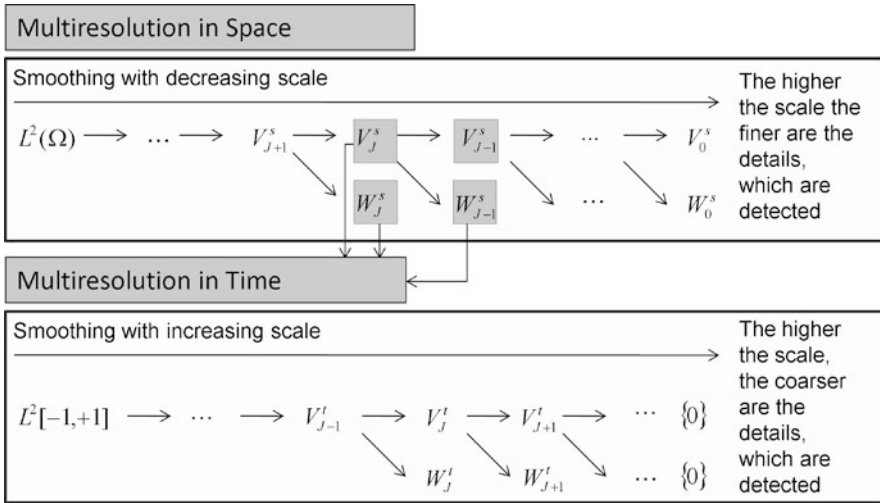 Multiresolution in Space
Smoothing with decreasing scale
The higher
the scale the
finer are the
details,
which are
detected
L²(Ω) → ... → V^s_{J+1} → V^s_J → V^s_{J-1} → ... → V^s_0
W^s_J W^s_{J-1} ... W^s_0
Multiresolution in Time
Smoothing with increasing scale
The higher
the scale,
the coarser
are the
details,
which are
detected
L²[-1,+1] → ... → V^t_{J-1} → V^t_J → V^t_{J+1} → ... {0}
W^t_J W^t_{J+1} ... {0}